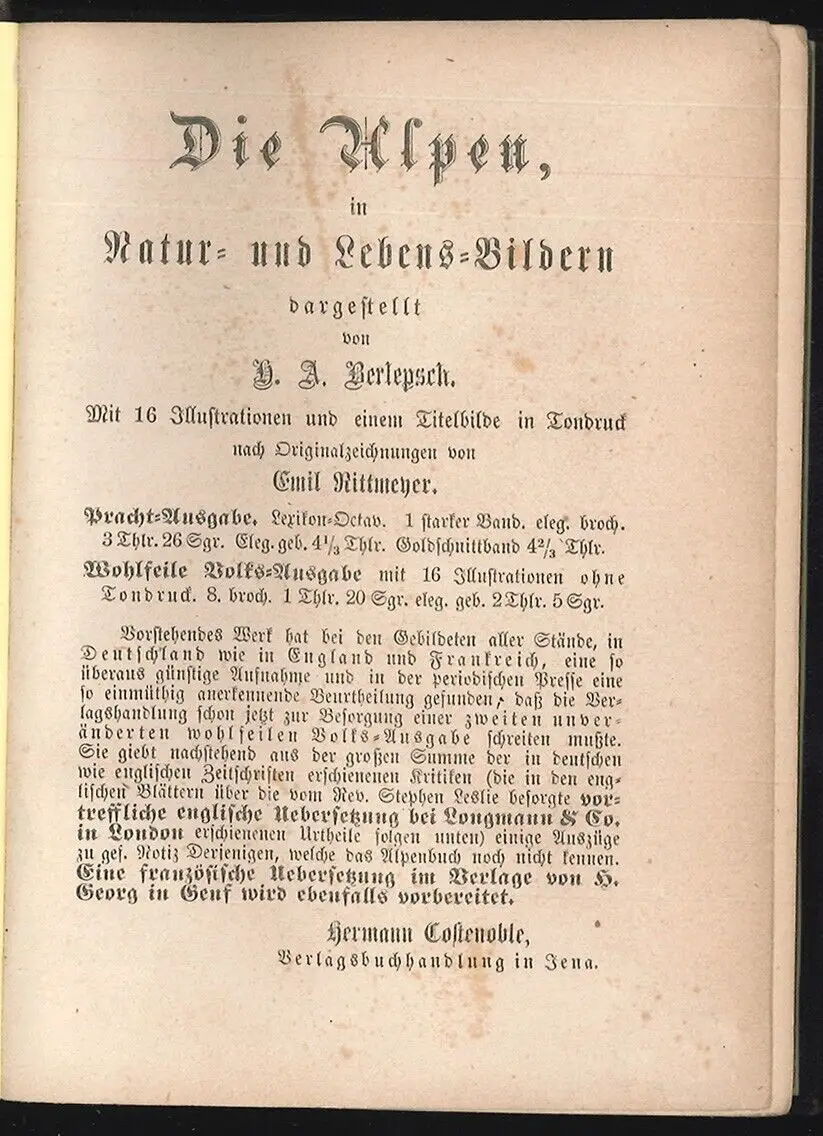 Die Alpen,
in
Natur- und Lebens-Bildern
dargestellt
von
H. A. Berlepsch.
Mit 16 Illustrationen und einem Titelbilde in Tondruck
nach Originalzeichnungen von
Emil Rittmeyer.
Pracht-Ausgabe. Lexikon-Octav. 1 starker Band. eleg. broch.
3 Thlr. 26 Sgr. Eleg. geb. 4 1/3 Thlr. Goldschnittband 4 2/3 Thlr.
Wohlfeile Volks-Ausgabe mit 16 Illustrationen ohne
Tondruck. 8. broch. 1 Thlr. 20 Sgr. eleg. geb. 2 Thlr. 5 Sgr.
Vorstehendes Werk hat bei den Gebildeten aller Stände, in
Deutschland wie in England und Frankreich, eine so
überaus günstige Aufnahme und in der periodischen Presse eine
so einmüthig anerkennende Beurtheilung gefunden, daß die Ver-
lagshandlung schon jetzt zur Besorgung einer zweiten unver-
änderten wohlfeilen Volks-Ausgabe schreiten mußte.
Sie giebt nachstehend aus der großen Summe der in deutschen
wie englischen Zeitschristen erschienenen Kritiken (die in den eng-
lischen Blättern über die vom Rev. Stephen Leslie besorgte vor-
treffliche englische Uebersetzung bei Longmann & Co.
in London erschienenen Urtheile folgen unten) einige Auszüge
zu gef. Notiz Derjenigen, welche das Alpenbuch noch nicht kennen.
Eine französische Uebersetzung im Verlage von H.
Georg in Genf wird ebenfalls vorbereitet.
Hermann Costenoble,
Verlagsbuchhandlung in Jena.